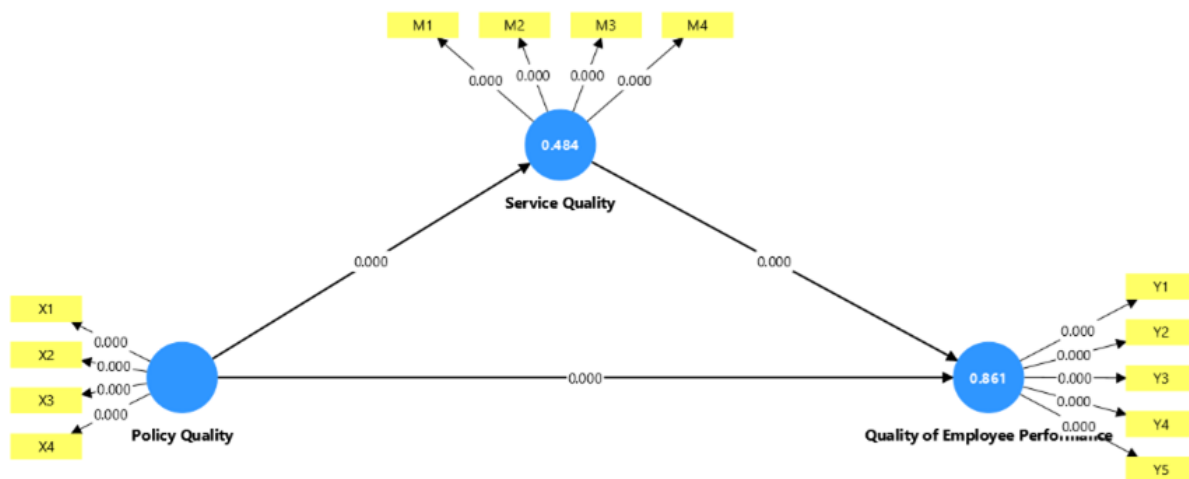 M1 M2 M3 M4
0.000 0.000 0.000 0.000
0.484
Service Quality
0.000 0.000
X1
X2
X3
X4
0.000
0.000
0.000
0.000
Policy Quality
0.000
0.861
Quality of Employee Performance
0.000
0.000
0.000
0.000
0.000
Y1
Y2
Y3
Y4
Y5